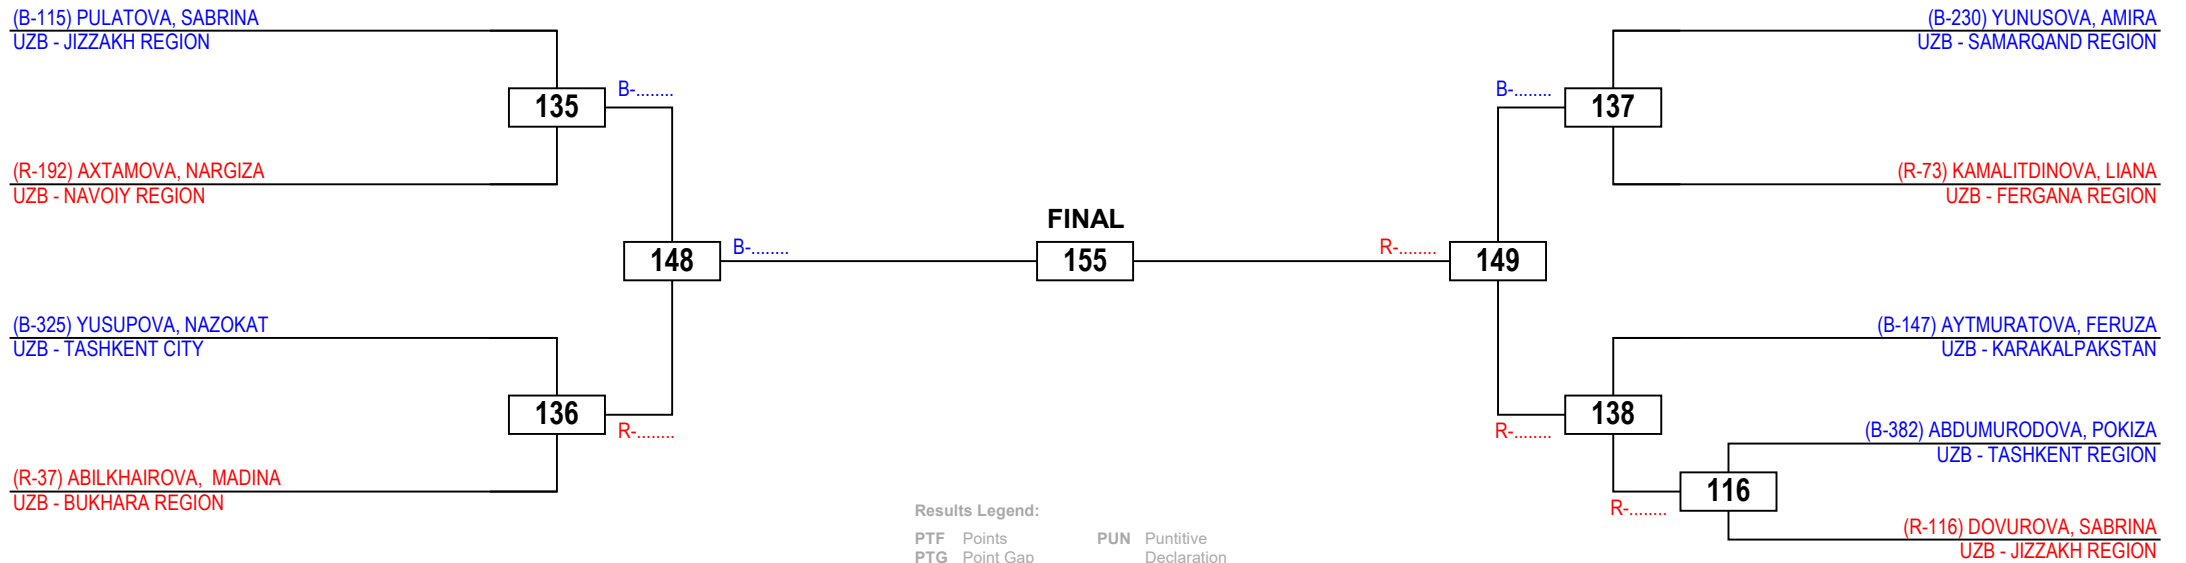 (B-115) PULATOVA, SABRINA
UZB - JIZZAKH REGION
135
B-........
(R-192) AXTAMOVA, NARGIZA
UZB - NAVOIY REGION
148
B-........
(B-325) YUSUPOVA, NAZOKAT
UZB - TASHKENT CITY
136
R-........
(R-37) ABILKHAIROVA,  MADINA
UZB - BUKHARA REGION
FINAL
155
(B-230) YUNUSOVA, AMIRA
UZB - SAMARQAND REGION
B-........
137
(R-73) KAMALITDINOVA, LIANA
UZB - FERGANA REGION
R-........
149
(B-147) AYTMURATOVA, FERUZA
UZB - KARAKALPAKSTAN
R-........
138
(B-382) ABDUMURODOVA, POKIZA
UZB - TASHKENT REGION
R-........
116
(R-116) DOVUROVA, SABRINA
UZB - JIZZAKH REGION
Results Legend:
PTF Points
PTG Point Gap
PUN Puntitive
Declaration